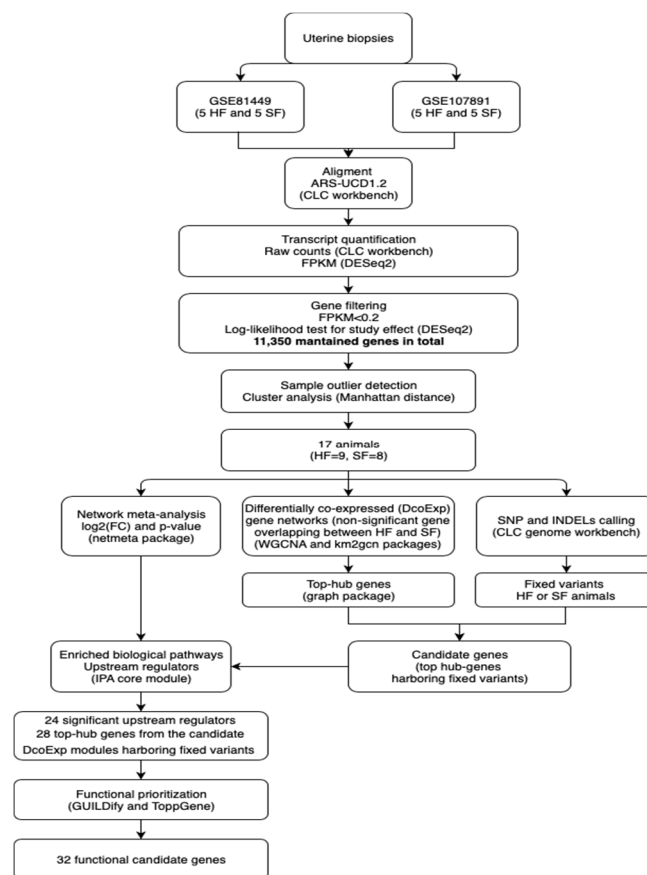 Uterine biopsies
GSE81449
(5 HF and 5 SF)
GSE107891
(5 HF and 5 SF)
Aligment
ARS-UCD1.2
(CLC workbench)
Transcript quantification
Raw counts (CLC workbench)
FPKM (DESeq2)
Gene filtering
FPKM<0.2
Log-likelihood test for study effect (DESeq2)
11,350 mantained genes in total
Sample outlier detection
Cluster analysis (Manhattan distance)
17 animals
(HF=9, SF=8)
Network meta-analysis
log2(FC) and p-value
(netmeta package)
Differentially co-expressed (DcoExp)
gene networks (non-significant gene
overlapping between HF and SF)
(WGCNA and km2gcn packages)
SNP and INDELs calling
(CLC genome workbench)
Top-hub genes
(graph package)
Fixed variants
HF or SF animals
Enriched biological pathways
Upstream regulators
(IPA core module)
Candidate genes
(top hub-genes
harboring fixed variants)
24 significant upstream regulators
28 top-hub genes from the candidate
DcoExp modules harboring fixed variants
Functional prioritization
(GUILDify and ToppGene)
32 functional candidate genes